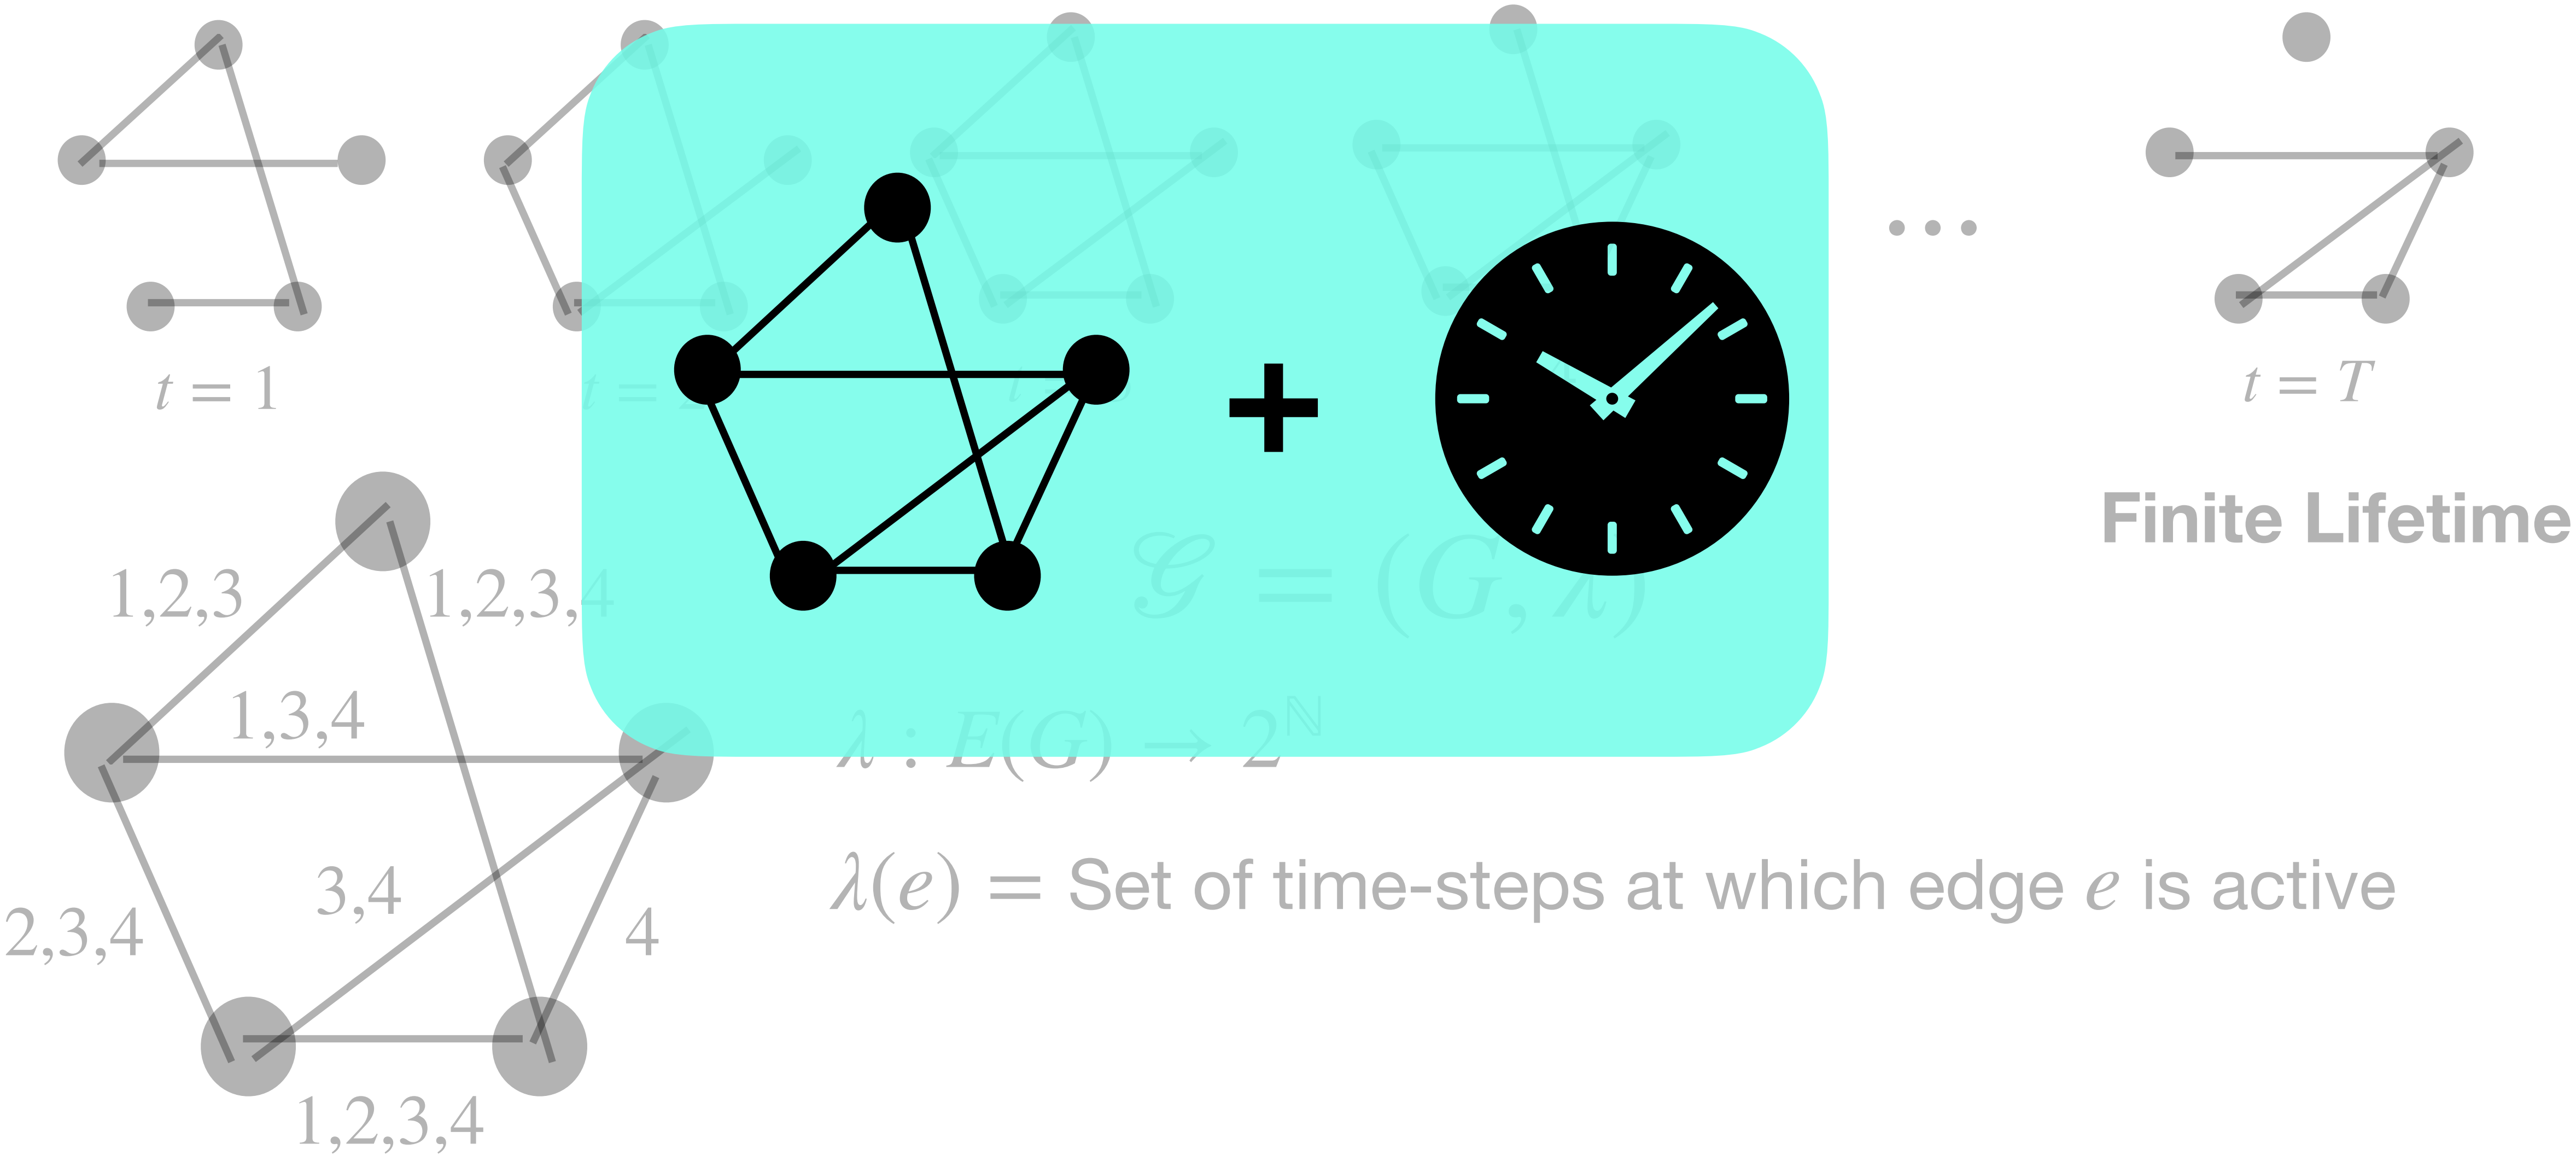 t = 1
t = 2
t = T
Finite Lifetime
1,2,3
1,2,3,4
𝒢 = (G, λ)
1,3,4
λ : E(G) → 2^ℕ
3,4
λ(e) = Set of time-steps at which edge e is active
2,3,4
4
1,2,3,4